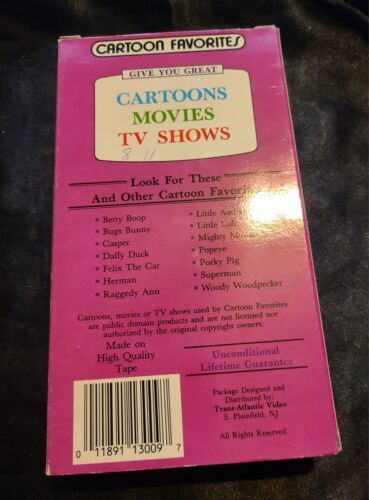 CARTOON FAVORITES
GIVE YOU GREAT
CARTOONS
MOVIES
TV SHOWS
8 91
Look For These
And Other Cartoon
• Betty Boop
• Bugs Bunny
• Casper
• Daffy Duck
• Felix The Cat
• Herman
• Raggedy Ann
• Little
• Little
• Mighty
• Popeye
• Porky Pig
• Superman
• Woody Woodpecker
Cartoons, movies or TV shows used by Cartoon Favorites
are public domain products and are not licensed nor
authorized by the original copyright owners.
Made on
High Quality
Tape
Unconditional
Lifetime Guarantee
Package Designed and
Distributed by:
Trans-Atlantic Video
S. Plainfield, NJ
All Rights Reserved
0 11891 13009 7